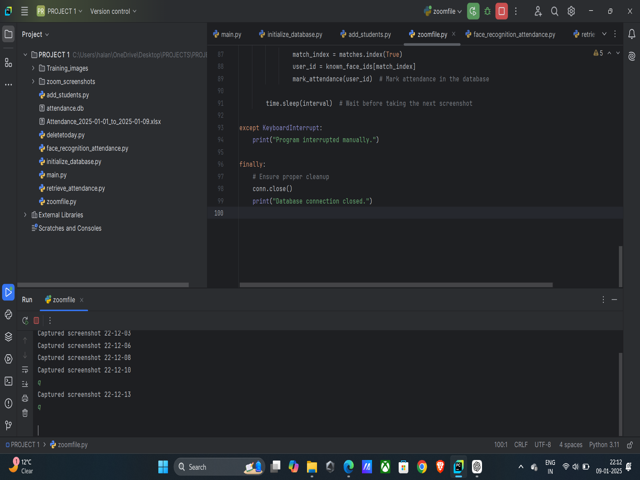 PR PROJECT 1 Version control zoomfile
Project
PROJECT 1 C:\Users\
Training_images
zoom_screenshots
add_students.py
attendance.db
Attendance_2025-01-01_to_2025-01-09.xlsx
deletetoday.py
face_recognition_attendance.py
initialize_database.py
main.py
retrieve_attendance.py
zoomfile.py
External Libraries
Scratches and Consoles
main.py initialize_database.py add_students.py zoomfile.py face_recognition_attendance.py retrie
5
87 match_index = matches.index(True)
88 user_id = known_face_ids[match_index]
89 mark_attendance(user_id) # Mark attendance in the database
90
91 time.sleep(interval) # Wait before taking the next screenshot
92
93 except KeyboardInterrupt:
94 print("Program interrupted manually.")
95
96 finally:
97 # Ensure proper cleanup
98 conn.close()
99 print("Database connection closed.")
100
Run zoomfile
Captured screenshot 22-12-03
Captured screenshot 22-12-06
Captured screenshot 22-12-08
Captured screenshot 22-12-10
q
Captured screenshot 22-12-13
q
PROJECT 1 zoomfile.py 100:1 CRLF UTF-8 4 spaces Python 3.11
12°C
Clear
Search
ENG
IN
22:12
09-01-2025